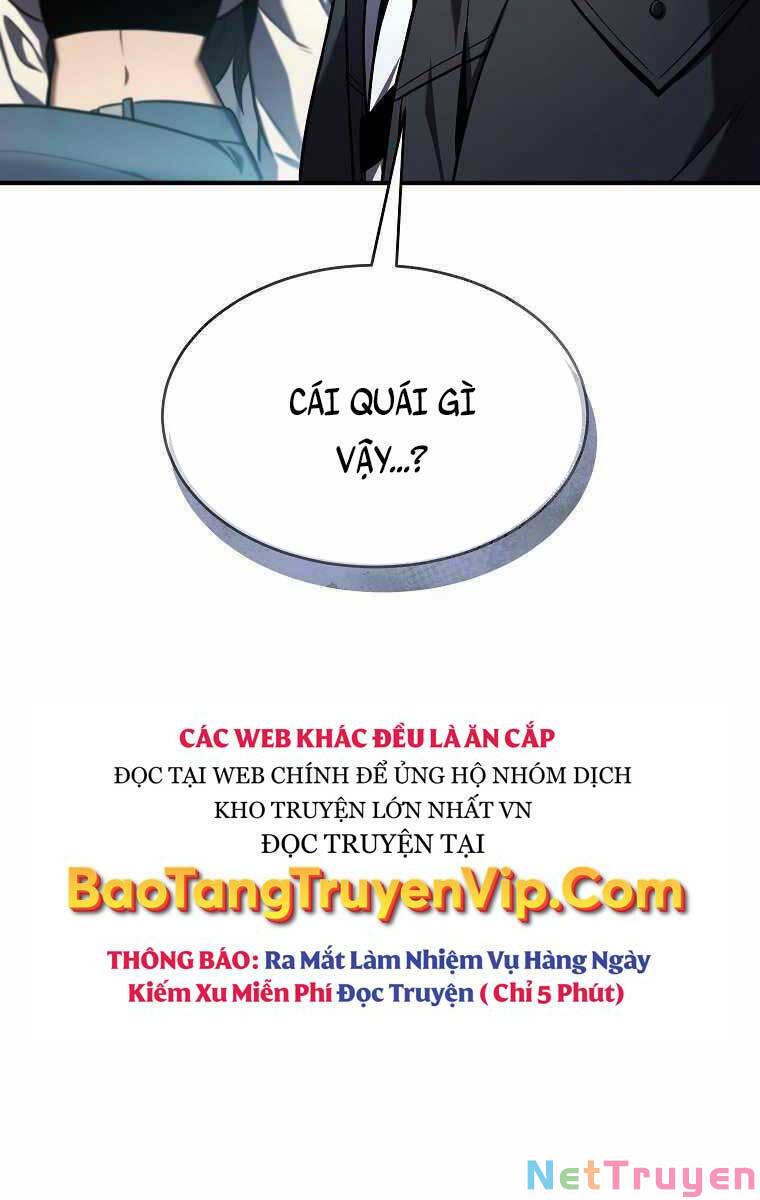 CÁI QUÁI GÌ
VẬY...?
CÁC WEB KHÁC ĐỀU LÀ ĂN CẮP
ĐỌC TẠI WEB CHÍNH ĐỂ ỦNG HỘ NHÓM DỊCH
KHO TRUYỆN LỚN NHẤT VN
ĐỌC TRUYỆN TẠI
BaoTangTruyenVip.Com
THÔNG BÁO: Ra Mắt Làm Nhiệm Vụ Hàng Ngày
Kiếm Xu Miễn Phí Đọc Truyện ( Chỉ 5 Phút)
NetTruyen